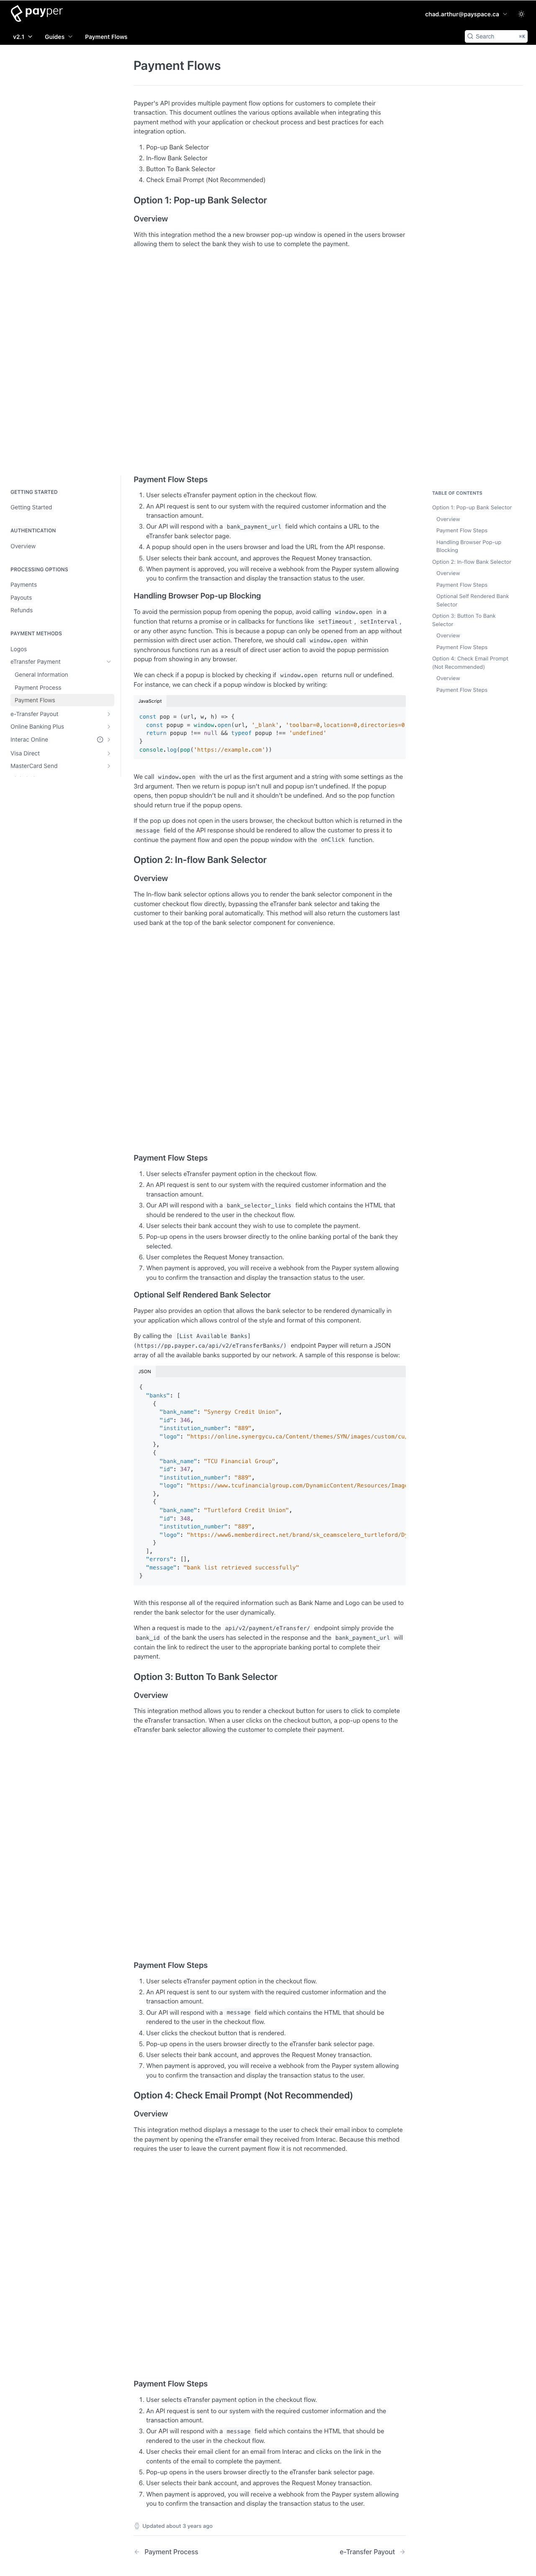 payper
chad.arthur@payspace.ca
v2.1
Guides
Payment Flows
Search
⌘K
Payment Flows
Payper's API provides multiple payment flow options for customers to complete their
transaction. This document outlines the various options available when integrating this
payment method with your application or checkout process and best practices for each
integration option.
1. Pop-up Bank Selector
2. In-flow Bank Selector
3. Button To Bank Selector
4. Check Email Prompt (Not Recommended)
Option 1: Pop-up Bank Selector
Overview
With this integration method the a new browser pop-up window is opened in the users browser
allowing them to select the bank they wish to use to complete the payment.
GETTING STARTED
Getting Started
AUTHENTICATION
Overview
PROCESSING OPTIONS
Payments
Payouts
Refunds
PAYMENT METHODS
Logos
eTransfer Payment
General Information
Payment Process
Payment Flows
e-Transfer Payout
Online Banking Plus
Interac Online
Visa Direct
MasterCard Send
Payment Flow Steps
1. User selects eTransfer payment option in the checkout flow.
2. An API request is sent to our system with the required customer information and the
transaction amount.
3. Our API will respond with a bank_payment_url field which contains a URL to the
eTransfer bank selector page.
4. A popup should open in the users browser and load the URL from the API response.
5. User selects their bank account, and approves the Request Money transaction.
6. When payment is approved, you will receive a webhook from the Payper system allowing
you to confirm the transaction and display the transaction status to the user.
Handling Browser Pop-up Blocking
To avoid the permission popup from opening the popup, avoid calling window.open in a
function that returns a promise or in callbacks for functions like setTimeout , setInterval ,
or any other async function. This is because a popup can only be opened from an app without
permission with direct user action. Therefore, we should call window.open within
synchronous functions run as a result of direct user action to avoid the popup permission
popup from showing in any browser.
We can check if a popup is blocked by checking if window.open returns null or undefined.
For instance, we can check if a popup window is blocked by writing:
JavaScript
const pop = (url, w, h) => {
const popup = window.open(url, '_blank', 'toolbar=0,location=0,directories=0
return popup !== null && typeof popup !== 'undefined'
}
console.log(pop('https://example.com'))
We call window.open with the url as the first argument and a string with some settings as the
3rd argument. Then we return is popup isn't null and popup isn't undefined. If the popup
opens, then popup shouldn't be null and it shouldn't be undefined. And so the pop function
should return true if the popup opens.
If the pop up does not open in the users browser, the checkout button which is returned in the
message field of the API response should be rendered to allow the customer to press it to
continue the payment flow and open the popup window with the onClick function.
Option 2: In-flow Bank Selector
Overview
The In-flow bank selector options allows you to render the bank selector component in the
customer checkout flow directly, bypassing the eTransfer bank selector and taking the
customer to their banking portal automatically. This method will also return the customers last
used bank at the top of the bank selector component for convenience.
Payment Flow Steps
1. User selects eTransfer payment option in the checkout flow.
2. An API request is sent to our system with the required customer information and the
transaction amount.
3. Our API will respond with a bank_selector_links field which contains the HTML that
should be rendered to the user in the checkout flow.
4. User selects their bank account they wish to use to complete the payment.
5. Pop-up opens in the users browser directly to the online banking portal of the bank they
selected.
6. User completes the Request Money transaction.
7. When payment is approved, you will receive a webhook from the Payper system allowing
you to confirm the transaction and display the transaction status to the user.
Optional Self Rendered Bank Selector
Payper also provides an option that allows the bank selector to be rendered dynamically in
your application which allows control of the style and format of this component.
By calling the [List Available Banks]
(https://pp.payper.ca/api/v2/eTransferBanks/) endpoint Payper will return a JSON
array of all the available banks supported by our network. A sample of this response is below:
JSON
{
"banks": [
{
"bank_name": "Synergy Credit Union",
"id": 346,
"institution_number": "889",
"logo": "https://online.synergycu.ca/Content/themes/SYN/images/custom/cu
},
{
"bank_name": "TCU Financial Group",
"id": 347,
"institution_number": "889",
"logo": "https://www.tcufinancialgroup.com/DynamicContent/Resources/Image
},
{
"bank_name": "Turtleford Credit Union",
"id": 348,
"institution_number": "889",
"logo": "https://www6.memberdirect.net/brand/sk_ceamscelero_turtleford/Dy
}
],
"errors": [],
"message": "bank list retrieved successfully"
}
With this response all of the required information such as Bank Name and Logo can be used to
render the bank selector for the user dynamically.
When a request is made to the api/v2/payment/eTransfer/ endpoint simply provide the
bank_id of the bank the users has selected in the response and the bank_payment_url will
contain the link to redirect the user to the appropriate banking portal to complete their
payment.
Option 3: Button To Bank Selector
Overview
This integration method allows you to render a checkout button for users to click to complete
the eTransfer transaction. When a user clicks on the checkout button, a pop-up opens to the
eTransfer bank selector allowing the customer to complete their payment.
Payment Flow Steps
1. User selects eTransfer payment option in the checkout flow.
2. An API request is sent to our system with the required customer information and the
transaction amount.
3. Our API will respond with a message field which contains the HTML that should be
rendered to the user in the checkout flow.
4. User clicks the checkout button that is rendered.
5. Pop-up opens in the users browser directly to the eTransfer bank selector page.
6. User selects their bank account, and approves the Request Money transaction.
7. When payment is approved, you will receive a webhook from the Payper system allowing
you to confirm the transaction and display the transaction status to the user.
Option 4: Check Email Prompt (Not Recommended)
Overview
This integration method displays a message to the user to check their email inbox to complete
the payment by opening the eTransfer email they received from Interac. Because this method
requires the user to leave the current payment flow it is not recommended.
Payment Flow Steps
1. User selects eTransfer payment option in the checkout flow.
2. An API request is sent to our system with the required customer information and the
transaction amount.
3. Our API will respond with a message field which contains the HTML that should be
rendered to the user in the checkout flow.
4. User checks their email client for an email from Interac and clicks on the link in the
contents of the email to complete the payment.
5. Pop-up opens in the users browser directly to the eTransfer bank selector page.
6. User selects their bank account, and approves the Request Money transaction.
7. When payment is approved, you will receive a webhook from the Payper system allowing
you to confirm the transaction and display the transaction status to the user.
Updated about 3 years ago
Payment Process
e-Transfer Payout
TABLE OF CONTENTS
Option 1: Pop-up Bank Selector
Overview
Payment Flow Steps
Handling Browser Pop-up
Blocking
Option 2: In-flow Bank Selector
Overview
Payment Flow Steps
Optional Self Rendered Bank
Selector
Option 3: Button To Bank
Selector
Overview
Payment Flow Steps
Option 4: Check Email Prompt
(Not Recommended)
Overview
Payment Flow Steps